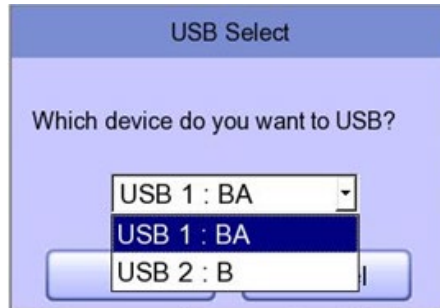 USB Select
Which device do you want to USB?
USB 1 : BA
USB 1 : BA
USB 2 : B